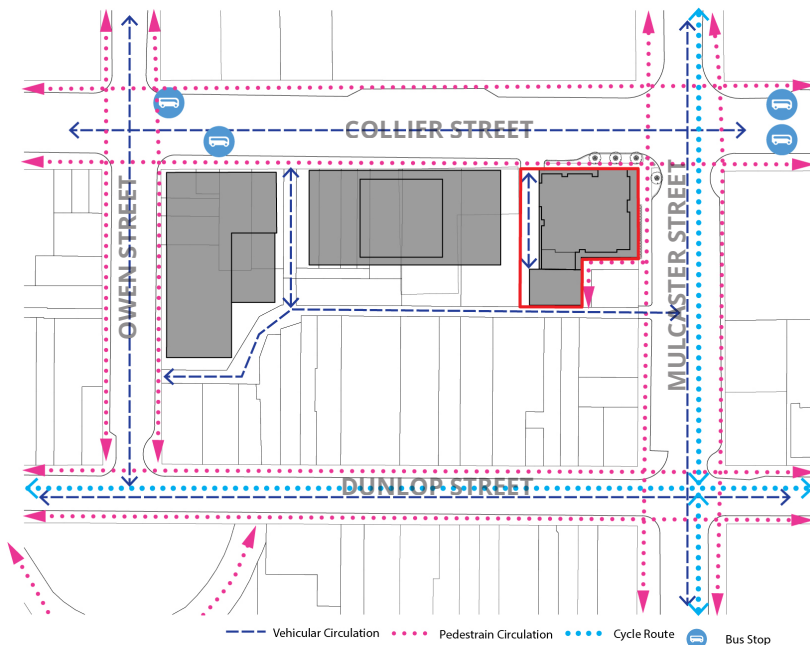 COLLIER STREET
OWEN STREET
MULCASTER STREET
DUNLOP STREET
Vehicular Circulation
Pedestrain Circulation
Cycle Route
Bus Stop